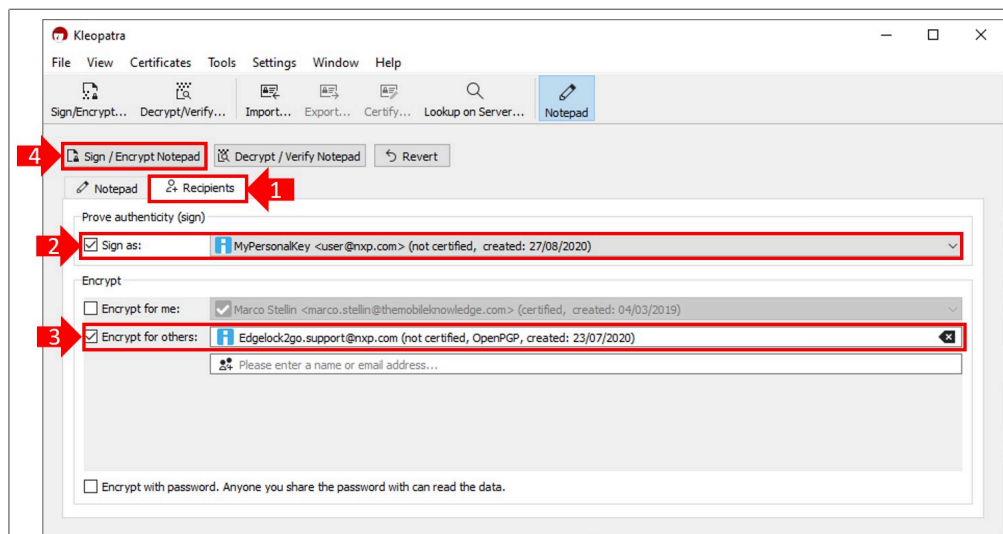 Kleopatra
File View Certificates Tools Settings Window Help
Sign/Encrypt... Decrypt/Verify... Import... Export... Certify... Lookup on Server... Notepad
4 Sign / Encrypt Notepad Decrypt / Verify Notepad Revert
Notepad Recipients 1
Prove authenticity (sign)
2 Sign as: MyPersonalKey <user@nxp.com> (not certified, created: 27/08/2020)
Encrypt
Encrypt for me: Marco Stellin <marco.stellin@themobileknowledge.com> (certified, created: 04/03/2019)
3 Encrypt for others: Edgelock2go.support@nxp.com (not certified, OpenPGP, created: 23/07/2020)
Please enter a name or email address...
Encrypt with password. Anyone you share the password with can read the data.